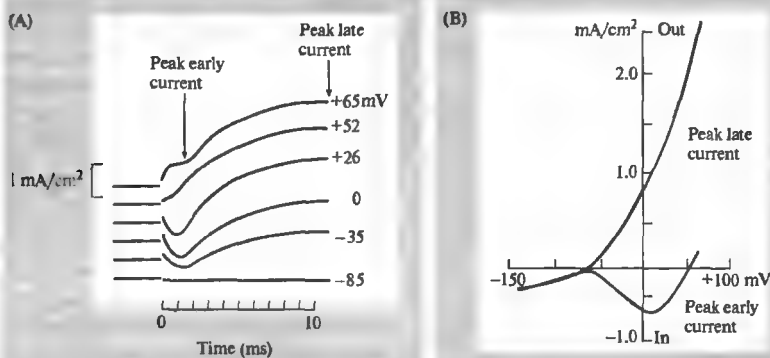 (A)
Peak early
current
Peak late
current
+65mV
+52
+26
0
−35
−85
1 mA/cm²
0
10
Time (ms)
(B)
mA/cm²
Out
2.0
1.0
Peak late
current
−150
+100 mV
Peak early
current
−1.0
In